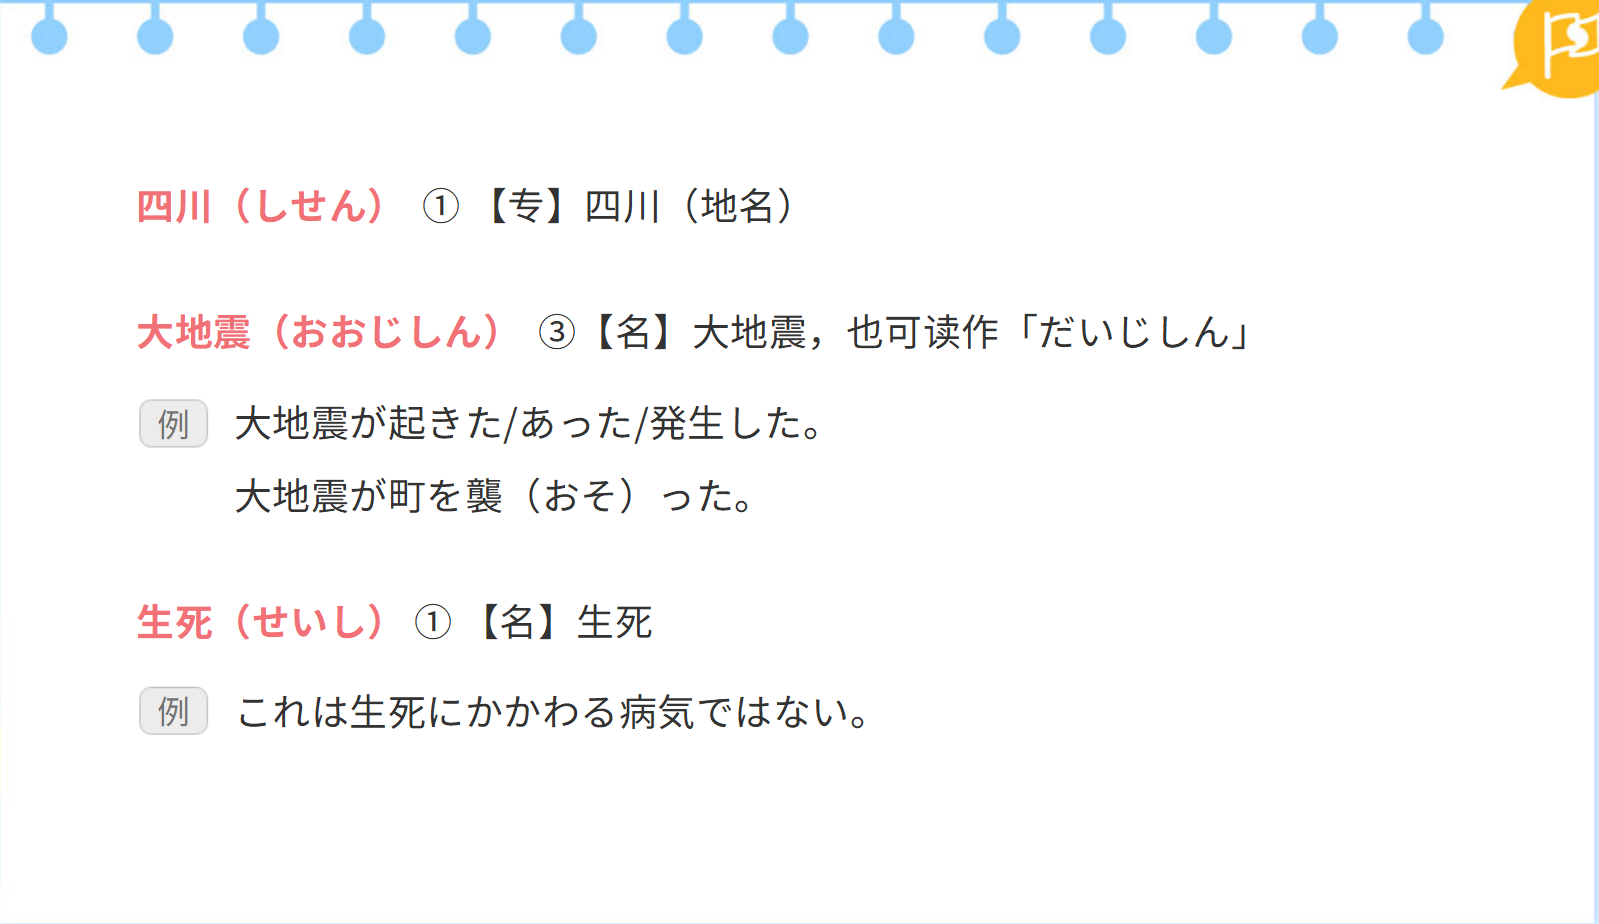 四川（しせん） ① 【专】四川（地名）
大地震（おおじしん） ③【名】大地震，也可读作「だいじしん」
例 大地震が起きた/あった/発生した。
大地震が町を襲（おそ）った。
生死（せいし） ① 【名】生死
例 これは生死にかかわる病気ではない。